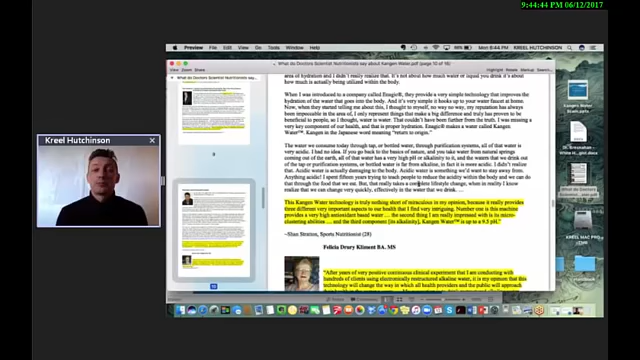 9:44:44 PM 06/12/2017
Preview File Edit View Go Tools Window Help
Mon 8:44 PM KREEL HUTCHINSON
What do Doctors Scientist Nutritionists say about Kangen Water.pdf (page 10 of 16)
What do Doctors Scientist Nutritionists say...
area of hydration and I didn't really realize that. It's not about how much water or liquid you drink it's about how much is actually being utilized within the body.
When I was introduced to a company called Enagic®, they provide a very simple technology that improves the
hydration of the water that goes into the body. And it's very simple it hooks up to your water faucet at home.
Now, when they started telling me about this, I thought to myself, no way no way, my reputation has always
been impeccable in the area of, I only represent things that make a big difference and truly has proven to be
beneficial to people, so I thought, water is water. That couldn't have been further from the truth. I was missing a
very key component of our health, and that is proper hydration. Enagic® makes a water called Kangen
Water®. Kangen in the Japanese word meaning "return to origin."
The water we consume today through tap, or bottled water, through purification systems, all of that water is
very acidic. I had no idea. If you go back to the basics of nature, and you take water from natural springs
coming out of the earth, all of that water has a very high pH or alkalinity to it, and the waters that we drink out
of the tap or purification systems or bottled water is far from alkaline, in fact it is more acidic. I didn't realize
that. Acidic water is actually damaging to the body. Acidic water is something we'd want to stay away from.
Anything acidic! I spent fifteen years trying to teach people to reduce the acidity within the body and we can do
that through the food that we eat. But, that really takes a complete lifestyle change, when in reality I know
realize that we can change very quickly, effectively in the water that we drink. ...
This Kangen Water technology is truly nothing short of miraculous in my opinion, because it really provides
three different very important aspects to our health that I find very intriguing. Number one is this machine
provides a very high antioxidant based water ... the second thing I am really impressed with is its micro-
clustering abilities ... and the third component [its alkalinity], Kangen Water® is up to a 9.5 pH."
~Shan Stratton, Sports Nutritionist (28)
Felicia Drury Kliment BA. MS
"After years of very positive continuous clinical experiment that I am conducting with
hundreds of clients using electronically restructured alkaline water, it is my opinion that this
technology will change the way in which all health providers and the public will approach
Kreel Hutchinson
9
10
KREEL MAC PRO